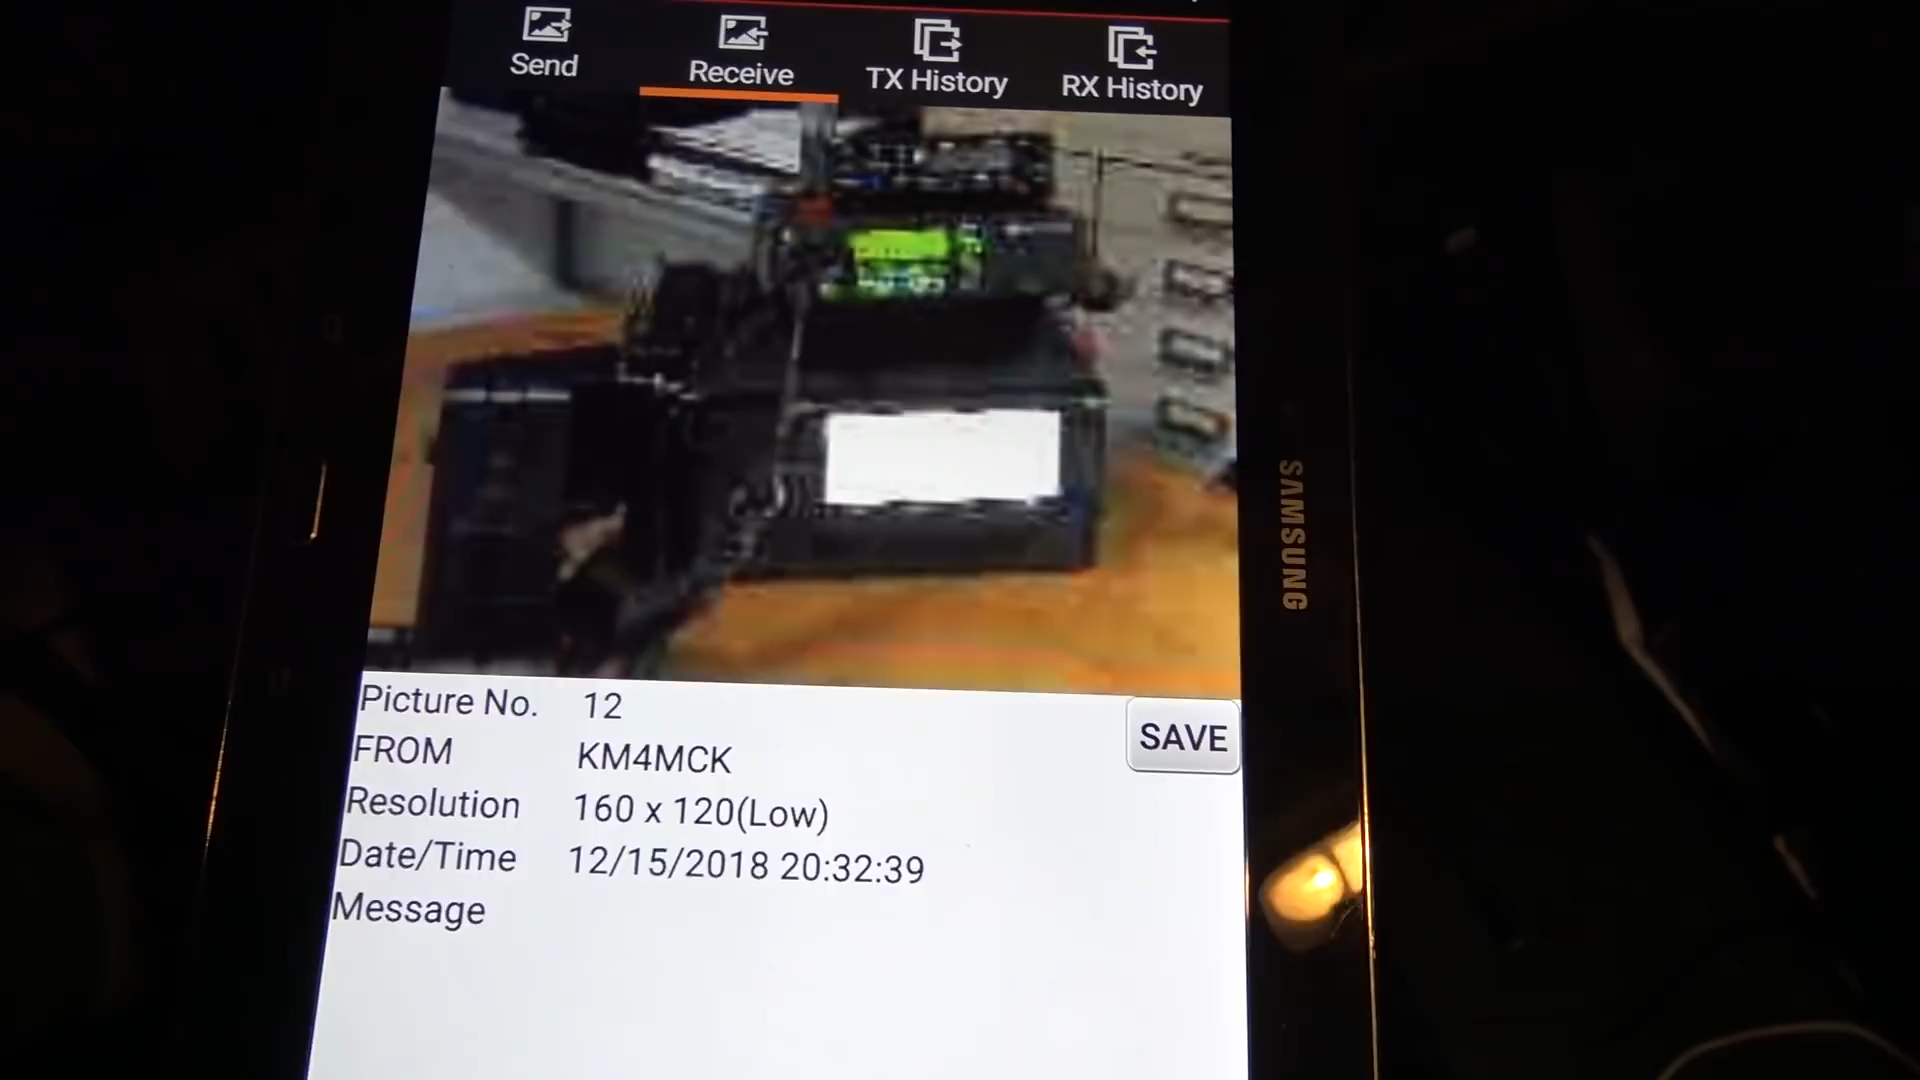 Send Receive TX History RX History
Picture No. 12
SAVE
FROM KM4MCK
Resolution 160 x 120(Low)
Date/Time 12/15/2018 20:32:39
Message
SAMSUNG